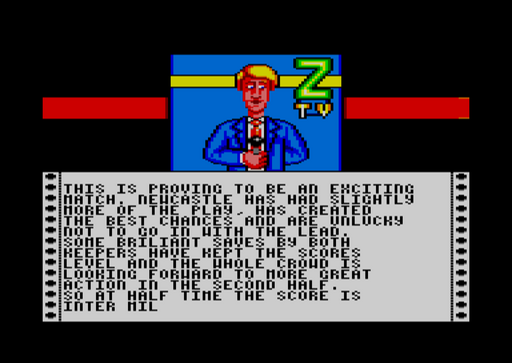 Z
TV
THIS IS PROVING TO BE AN EXCITING
MATCH. NEWCASTLE HAS HAD SLIGHTLY
MORE OF THE PLAY, HAS CREATED
THE BEST CHANCES AND ARE UNLUCKY
NOT TO GO IN WITH THE LEAD.
SOME BRILIANT SAVES BY BOTH
KEEPERS HAVE KEPT THE SCORES
LEVEL AND THE WHOLE CROWD IS
LOOKING FORWARD TO MORE GREAT
ACTION IN THE SECOND HALF.
SO AT HALF TIME THE SCORE IS
INTER MIL